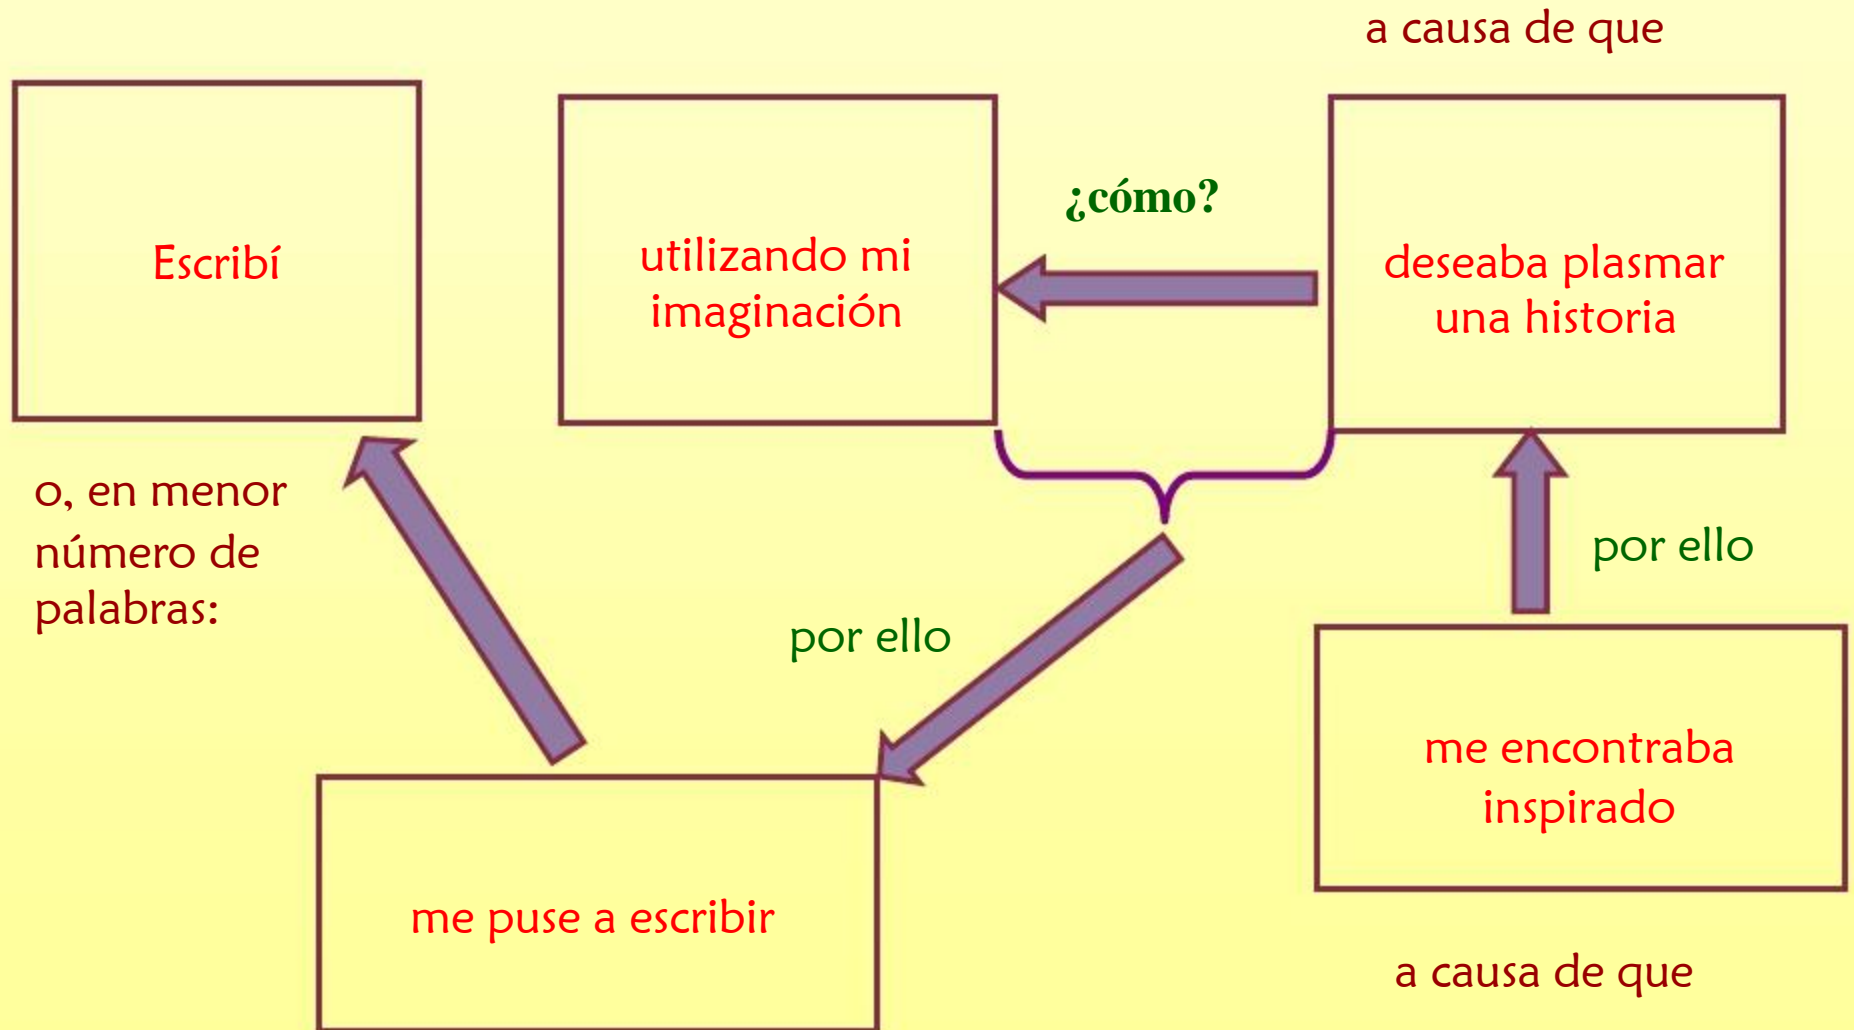 a causa de que
Escribí
utilizando mi
imaginación
¿cómo?
deseaba plasmar
una historia
o, en menor
número de
palabras:
por ello
por ello
me encontraba
inspirado
me puse a escribir
a causa de que